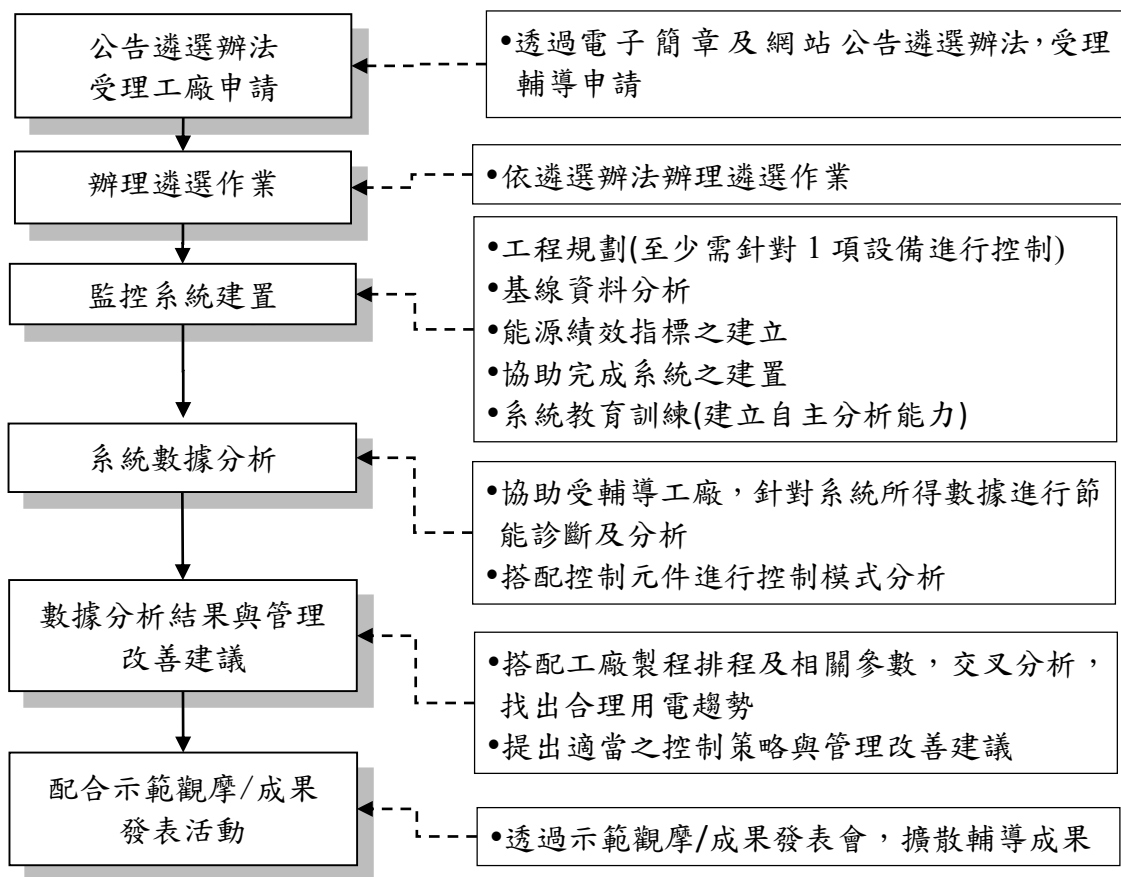 公告遴選辦法
受理工廠申請
•透過電子簡章及網站公告遴選辦法,受理
輔導申請
辦理遴選作業
•依遴選辦法辦理遴選作業
監控系統建置
•工程規劃(至少需針對 1 項設備進行控制)
•基線資料分析
•能源績效指標之建立
•協助完成系統之建置
•系統教育訓練(建立自主分析能力)
系統數據分析
•協助受輔導工廠，針對系統所得數據進行節
能診斷及分析
•搭配控制元件進行控制模式分析
數據分析結果與管理
改善建議
•搭配工廠製程排程及相關參數，交叉分析，
找出合理用電趨勢
•提出適當之控制策略與管理改善建議
配合示範觀摩/成果
發表活動
•透過示範觀摩/成果發表會，擴散輔導成果